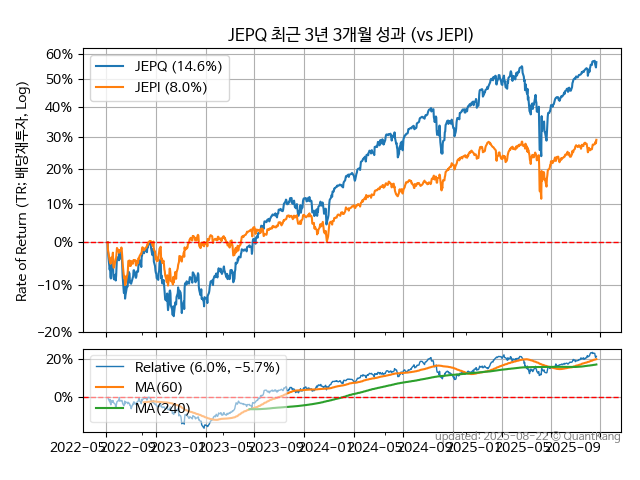 JEPQ 최근 3년 3개월 성과 (vs JEPI)
Rate of Return (TR: 배당재투자, Log)
60%
50%
40%
30%
20%
10%
0%
−10%
−20%
JEPQ (14.6%)
JEPI (8.0%)
20%
0%
Relative (6.0%, −5.7%)
MA(60)
MA(240)
2022-05
2022-09
2023-01
2023-05
2023-09
2024-01
2024-05
2024-09
2025-01
2025-05
2025-09
updated: 2025-08-22 © QuantKang